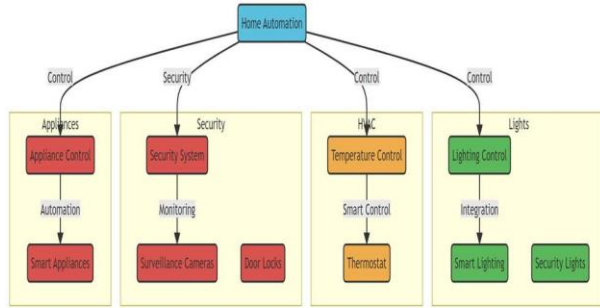 Home Automation
Control
Security
Control
Control
Appliances
Security
HVAC
Lights
Appliance Control
Security System
Temperature Control
Lighting Control
Automation
Monitoring
Smart Control
Integration
Smart Appliances
Surveillance Cameras
Door Locks
Thermostat
Smart Lighting
Security Lights